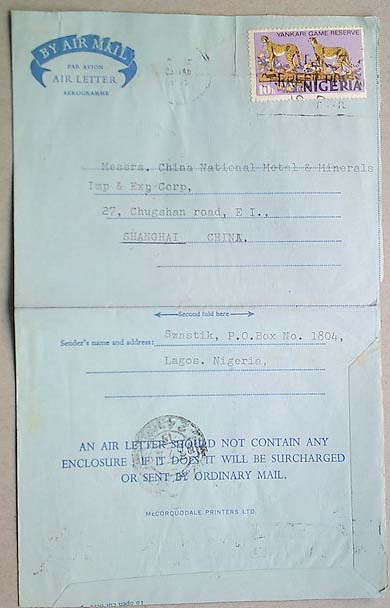 BY AIR MAIL
PAR AVION
AIR LETTER
AEROGRAMME
YANKARI GAME RESERVE
NIGERIA
Messrs. China National Metal & Minerals
Imp & Exp Corp,
27, Chugshan road, E I.,
SHANGHAI CHINA.
Second fold here
Sender's name and address: Swastik, P.O.Box No. 1804,
Lagos. Nigeria,
AN AIR LETTER SHOULD NOT CONTAIN ANY
ENCLOSURE; IF IT DOES IT WILL BE SURCHARGED
OR SENT BY ORDINARY MAIL.
McCORQUODALE PRINTERS LTD.
To open cut